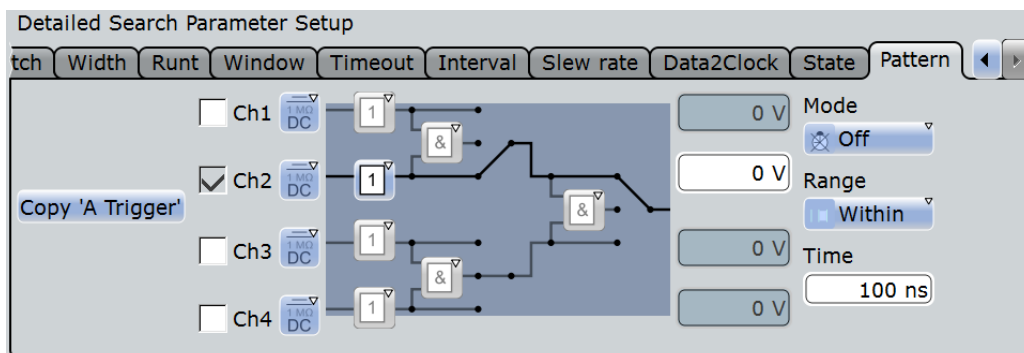 Detailed Search Parameter Setup
tch Width Runt Window Timeout Interval Slew rate Data2Clock State Pattern
Ch1 1 MΩ DC 1 0 V Mode
& Off
Ch2 1 MΩ DC 1 0 V Range
Copy 'A Trigger' & Within
Ch3 1 MΩ DC 1 0 V Time
& 100 ns
Ch4 1 MΩ DC 1 0 V